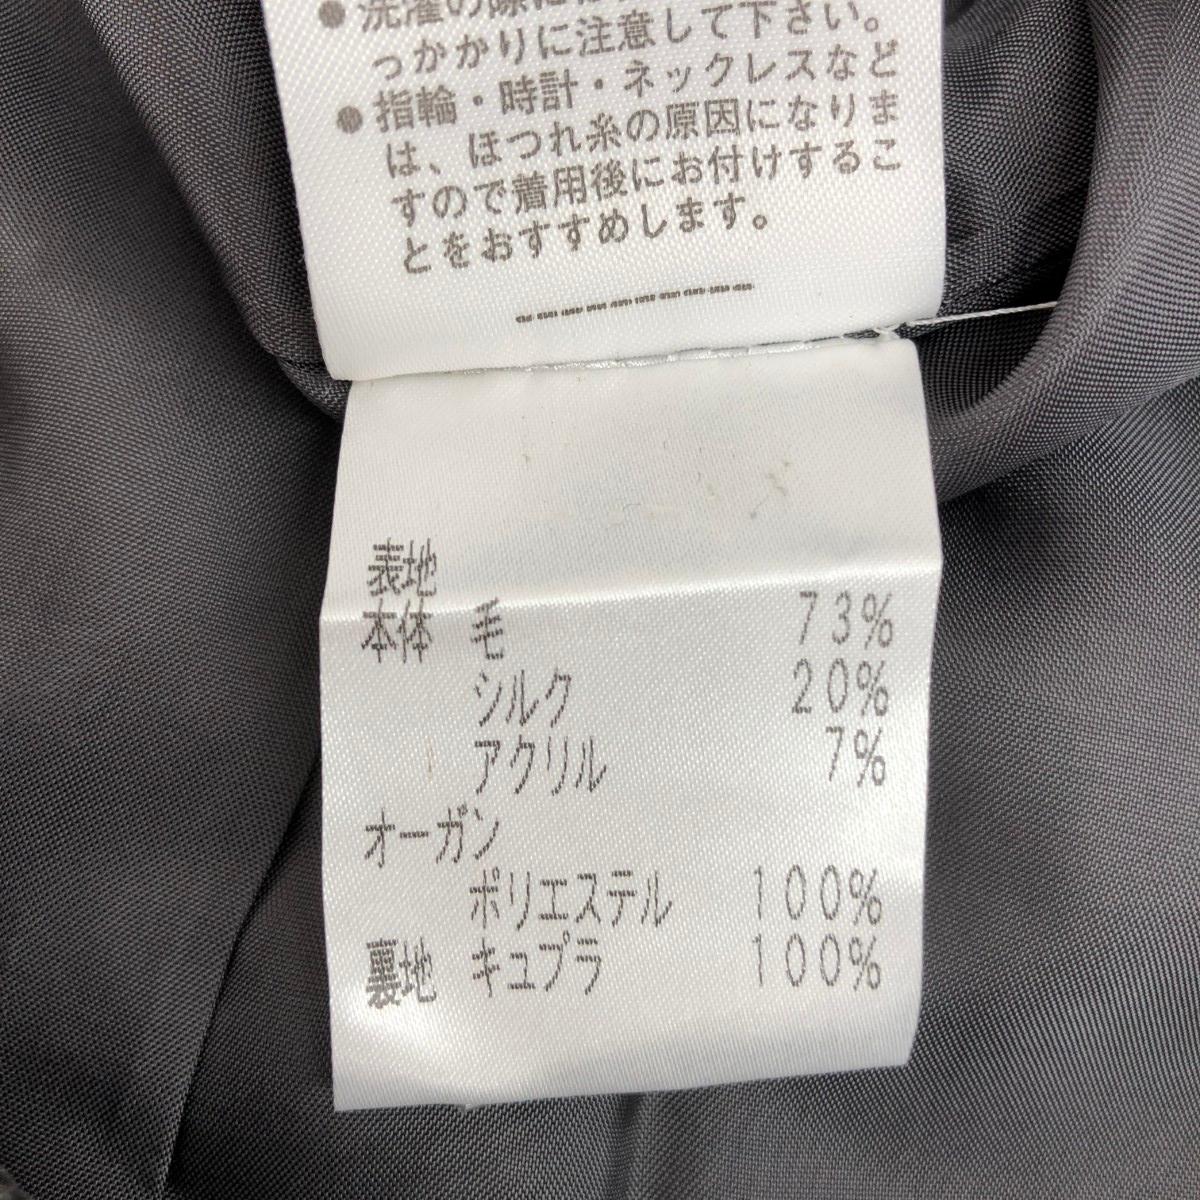 ●洗濯の際には
っかかりに注意して下さい。
●指輪・時計・ネックレスなど
は、ほつれ糸の原因になりま
すので着用後にお付けするこ
とをおすすめします。
表地
本体 毛 73%
シルク 20%
アクリル 7%
オーガン
ポリエステル 100%
裏地 キュプラ 100%